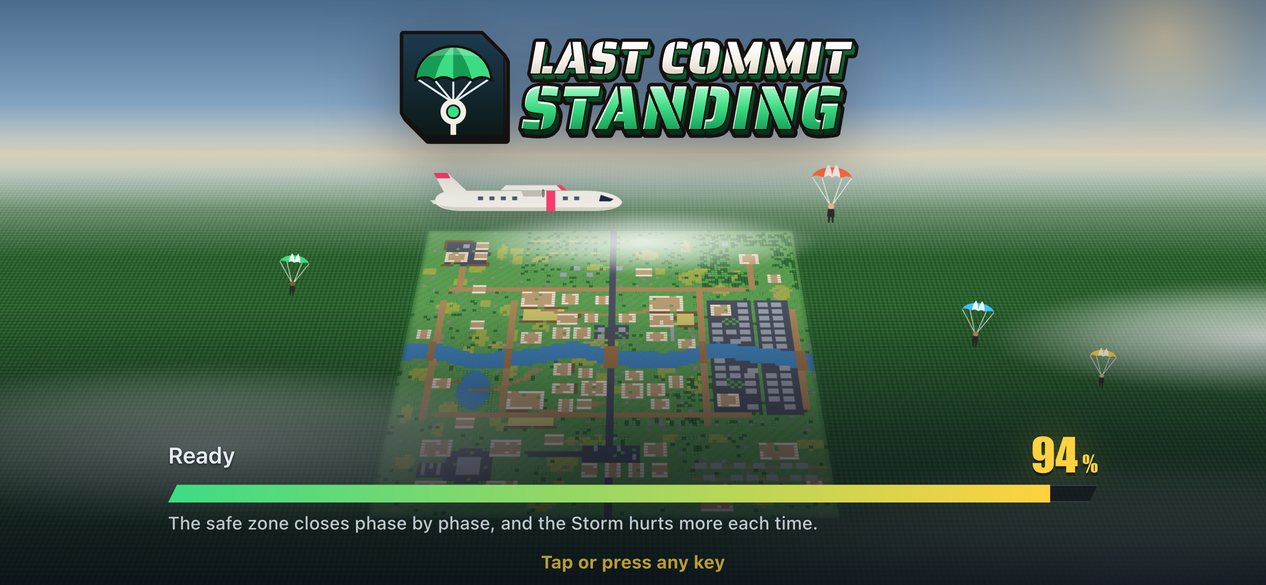 LAST COMMIT
STANDING
Ready
94%
The safe zone closes phase by phase, and the Storm hurts more each time.
Tap or press any key